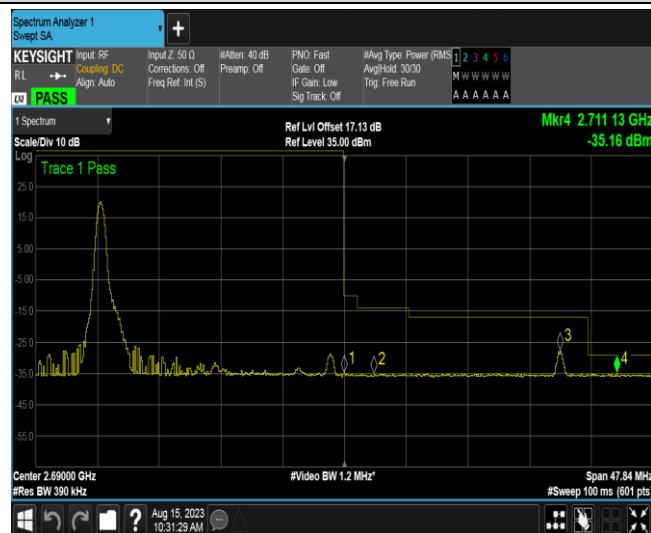 Spectrum Analyzer 1
Swept SA
+
KEYSIGHT
RL
PASS
Input: RF
Coupling: DC
Align: Auto
Input Z: 50 Ω
Corrections: Off
Freq Ref: Int (S)
#Atten: 40 dB
Preamp: Off
PNO: Fast
Gate: Off
IF Gain: Low
Sig Track: Off
#Avg Type: Power (RMS
Avg|Hold: 30/30
Trig: Free Run
1 2 3 4 5 6
M W W W W W
A A A A A A
1 Spectrum
Scale/Div 10 dB
Ref Lvl Offset 17.13 dB
Ref Level 35.00 dBm
Mkr4 2.711 13 GHz
-35.16 dBm
Log
Trace 1 Pass
25.0
15.0
5.00
-5.00
-15.0
-25.0
-35.0
-45.0
-55.0
1
2
3
4
Center 2.69000 GHz
#Res BW 390 kHz
#Video BW 1.2 MHz*
Span 47.84 MHz
#Sweep 100 ms (601 pts)
?
Aug 15, 2023
10:31:29 AM